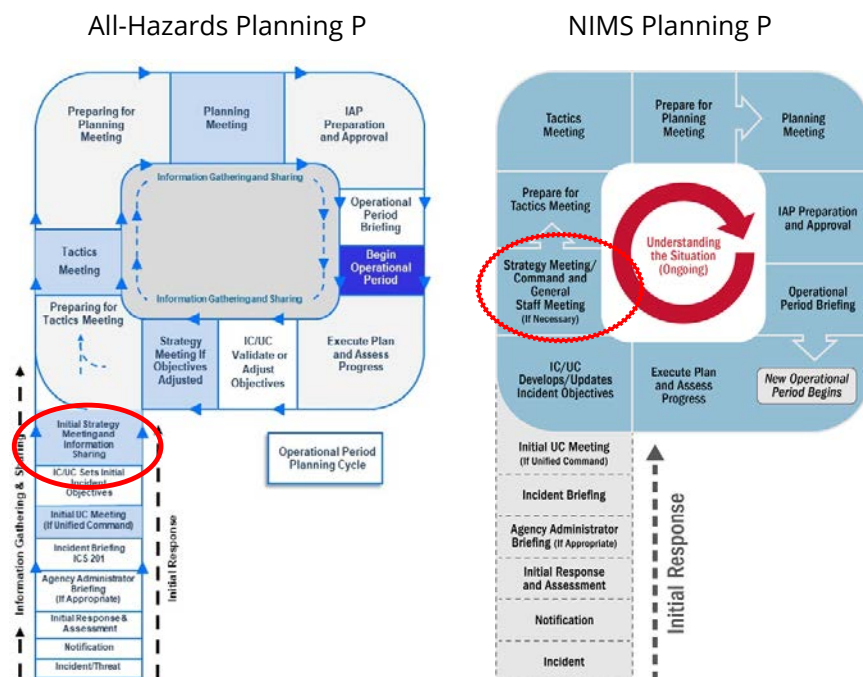 All-Hazards Planning P
Preparing for
Planning
Meeting
Planning
Meeting
IAP
Preparation
and Approval
Information Gathering and Sharing
Operational
Period
Briefing
Begin
Operational
Period
Tactics
Meeting
Information Gathering and Sharing
Preparing for
Tactics Meeting
Strategy
Meeting If
Objectives
Adjusted
IC/UC
Validate or
Adjust
Objectives
Execute Plan
and Assess
Progress
Initial Strategy
Meeting and
Information
Sharing
IC/UC Sets Initial
Incident
Objectives
Initial UC Meeting
(If Unified Command)
Incident Briefing
ICS 201
Agency Administrator
Briefing
(If Appropriate)
Initial Response &
Assessment
Notification
Incident/Threat
Information Gathering & Sharing
Initial Response
Operational Period
Planning Cycle
NIMS Planning P
Tactics
Meeting
Prepare for
Planning
Meeting
Planning
Meeting
Prepare for
Tactics Meeting
Understanding
the Situation
(Ongoing)
IAP Preparation
and Approval
Strategy Meeting/
Command and
General
Staff Meeting
(If Necessary)
Operational
Period Briefing
IC/UC
Develops/Updates
Incident Objectives
Execute Plan
and Assess
Progress
New Operational
Period Begins
Initial UC Meeting
(If Unified Command)
Incident Briefing
Agency Administrator
Briefing (If Appropriate)
Initial Response
and Assessment
Notification
Incident
Initial Response